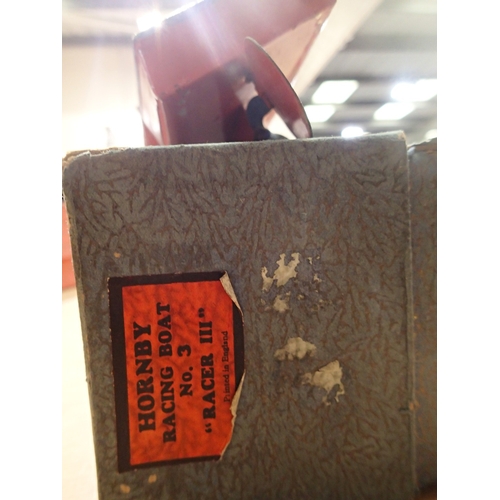 HORNBY
RACING BOAT
No. 3
"RACER III"
Printed in England